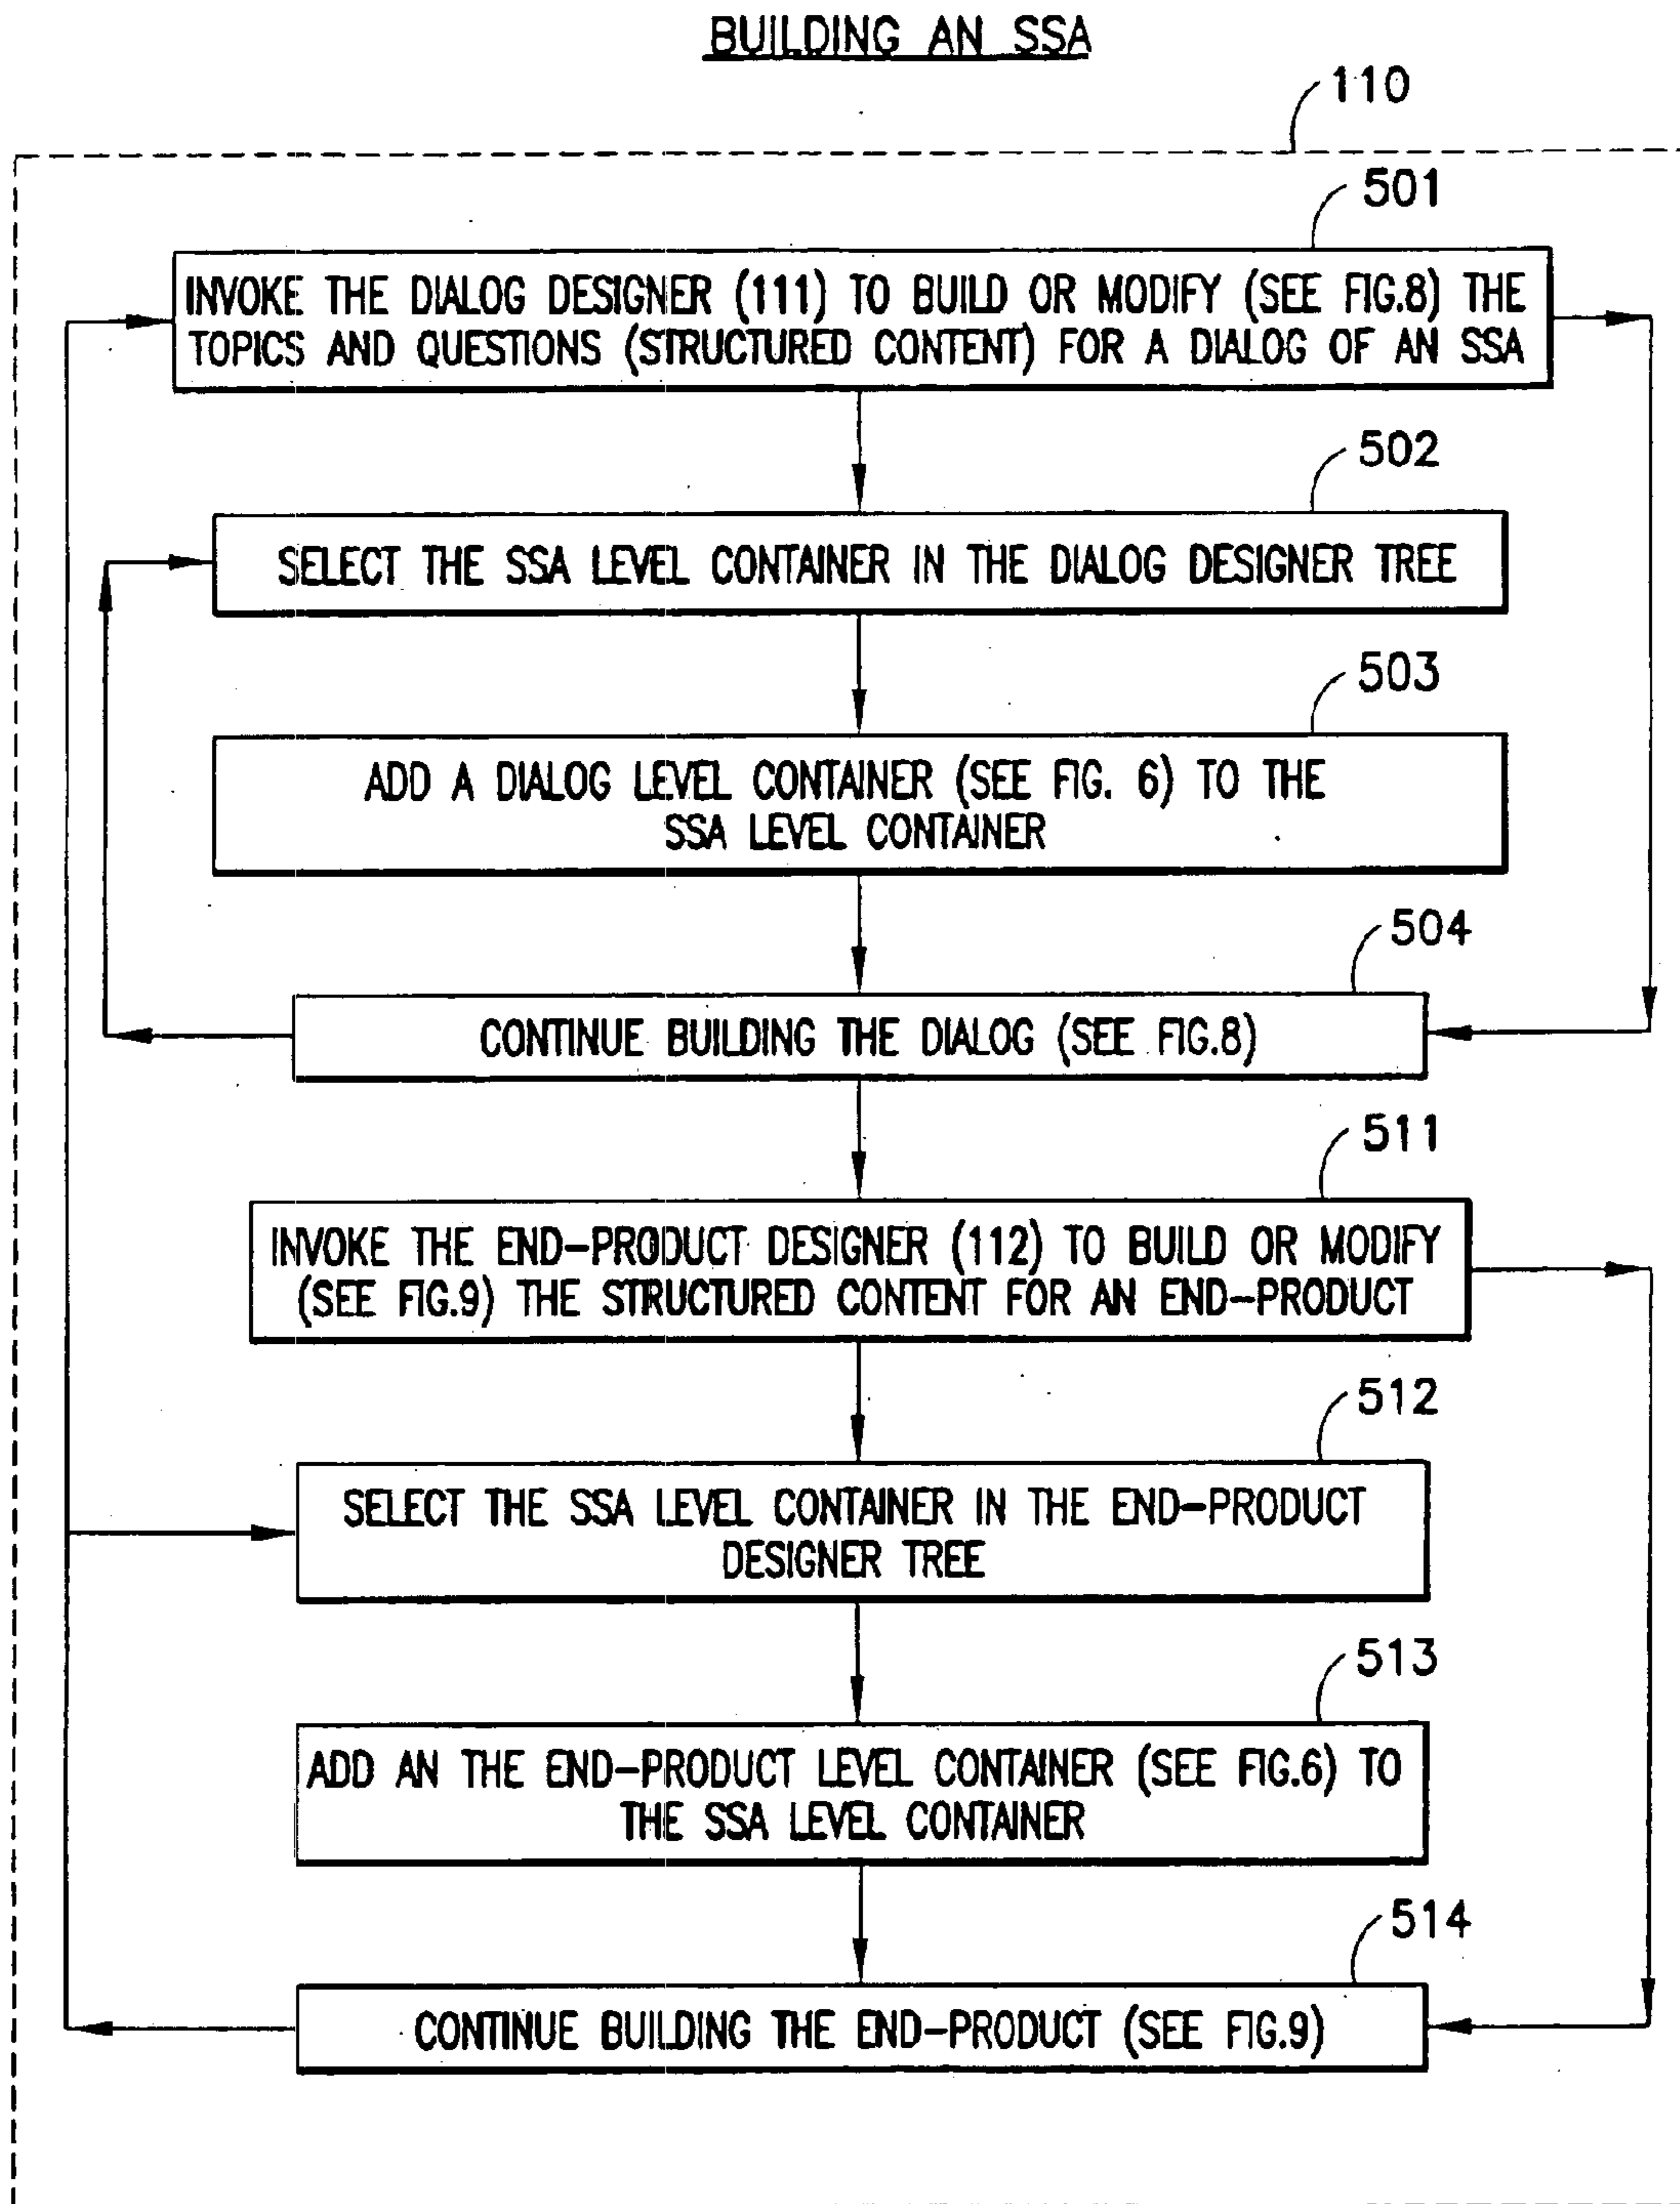 BUILDING AN SSA
110
501
INVOKE THE DIALOG DESIGNER (111) TO BUILD OR MODIFY (SEE FIG.8) THE
TOPICS AND QUESTIONS (STRUCTURED CONTENT) FOR A DIALOG OF AN SSA
502
SELECT THE SSA LEVEL CONTAINER IN THE DIALOG DESIGNER TREE
503
ADD A DIALOG LEVEL CONTAINER (SEE FIG. 6) TO THE
SSA LEVEL CONTAINER
504
CONTINUE BUILDING THE DIALOG (SEE FIG.8)
511
INVOKE THE END-PRODUCT DESIGNER (112) TO BUILD OR MODIFY
(SEE FIG.9) THE STRUCTURED CONTENT FOR AN END-PRODUCT
512
SELECT THE SSA LEVEL CONTAINER IN THE END-PRODUCT
DESIGNER TREE
513
ADD AN THE END-PRODUCT LEVEL CONTAINER (SEE FIG.6) TO
THE SSA LEVEL CONTAINER
514
CONTINUE BUILDING THE END-PRODUCT (SEE FIG.9)